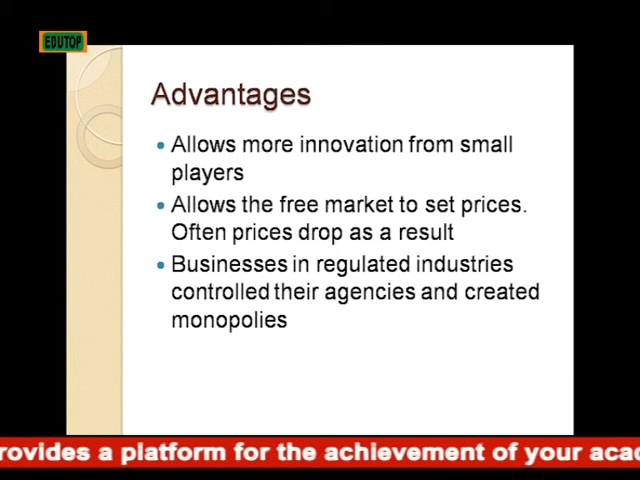 EDUTOP
Advantages
Allows more innovation from small
players
Allows the free market to set prices.
Often prices drop as a result
Businesses in regulated industries
controlled their agencies and created
monopolies
rovides a platform for the achievement of your aca